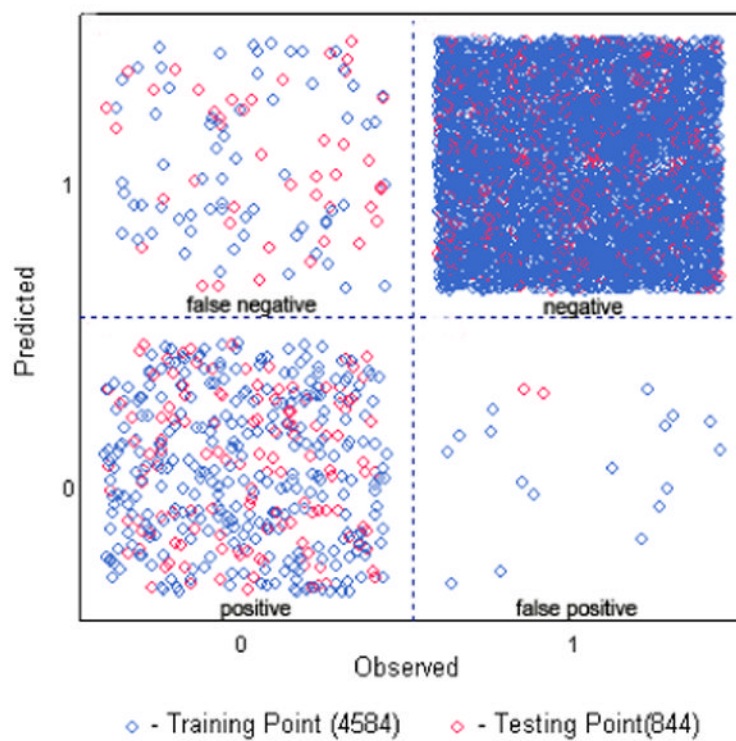 Predicted
1
false negative
negative
0
positive
false positive
0
1
Observed
- Training Point (4584)
- Testing Point(844)